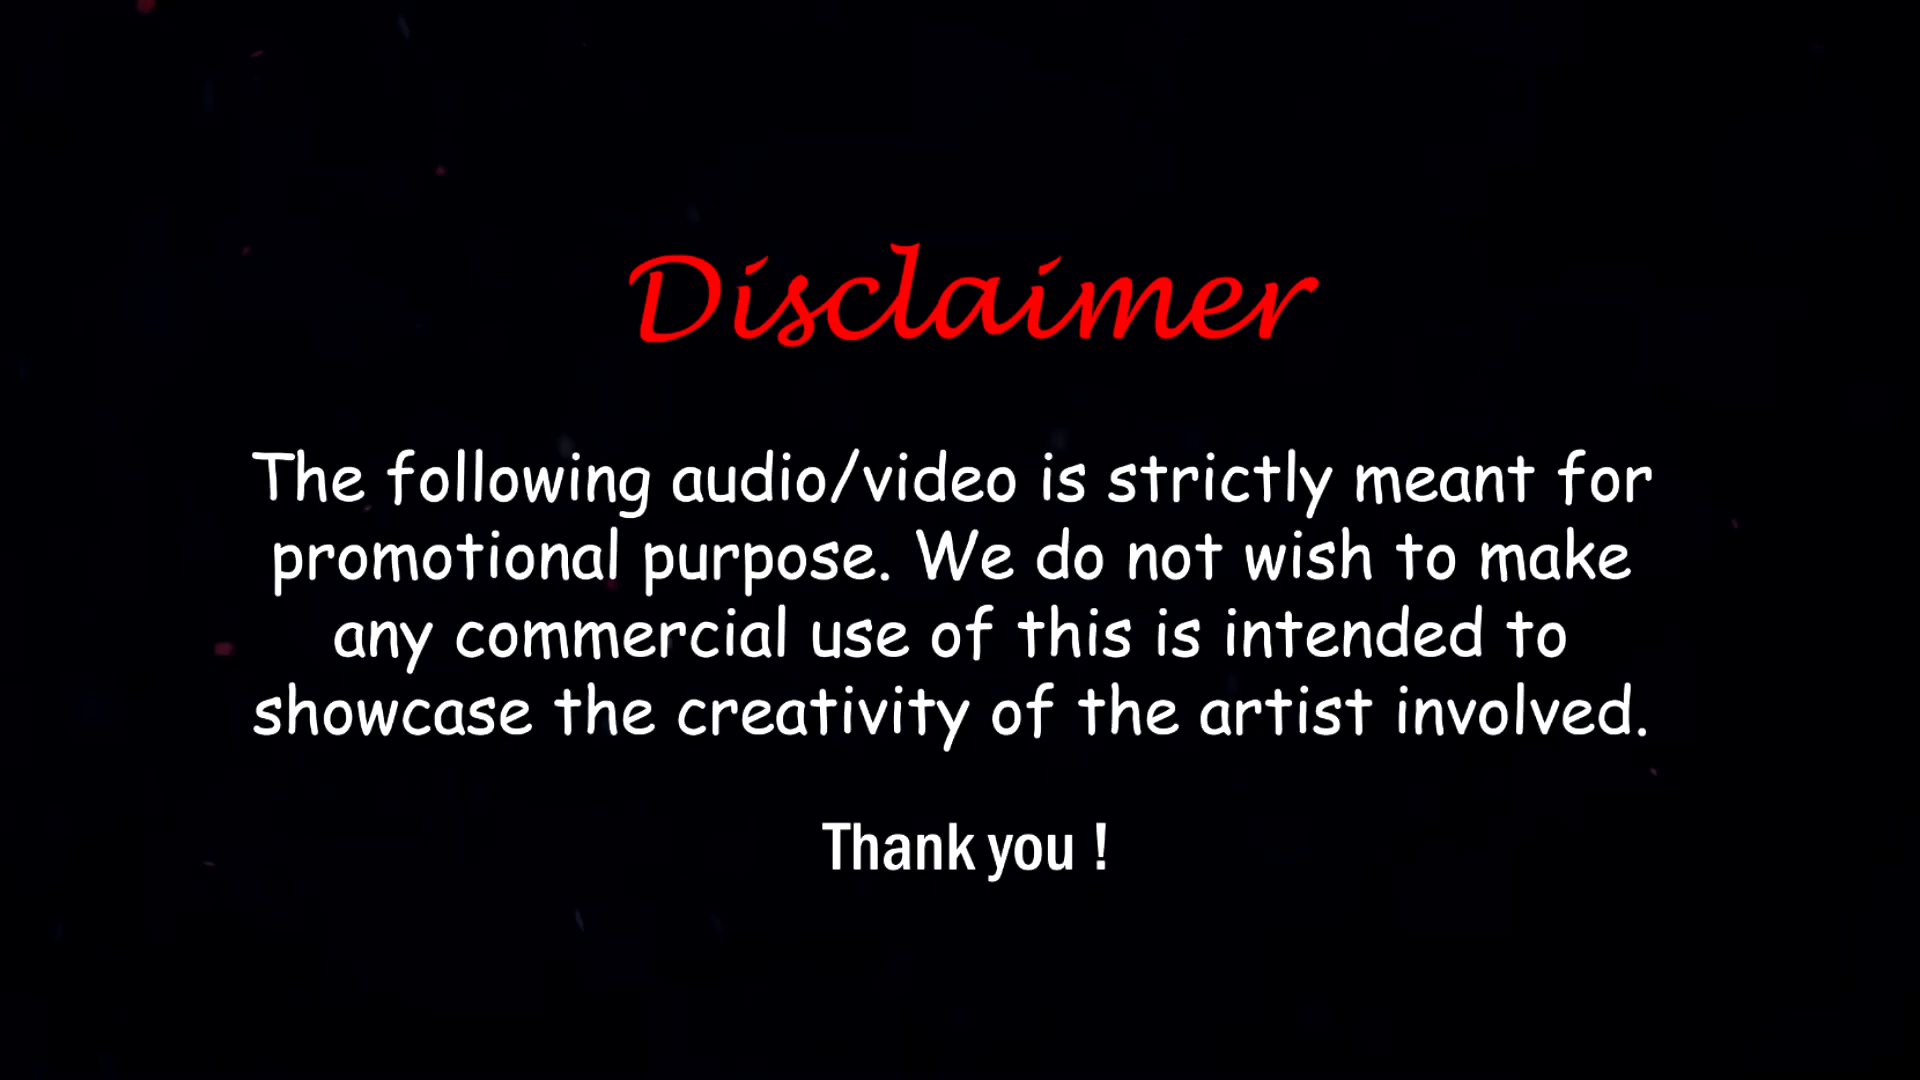 Disclaimer
The following audio/video is strictly meant for
promotional purpose. We do not wish to make
any commercial use of this is intended to
showcase the creativity of the artist involved.
Thank you !